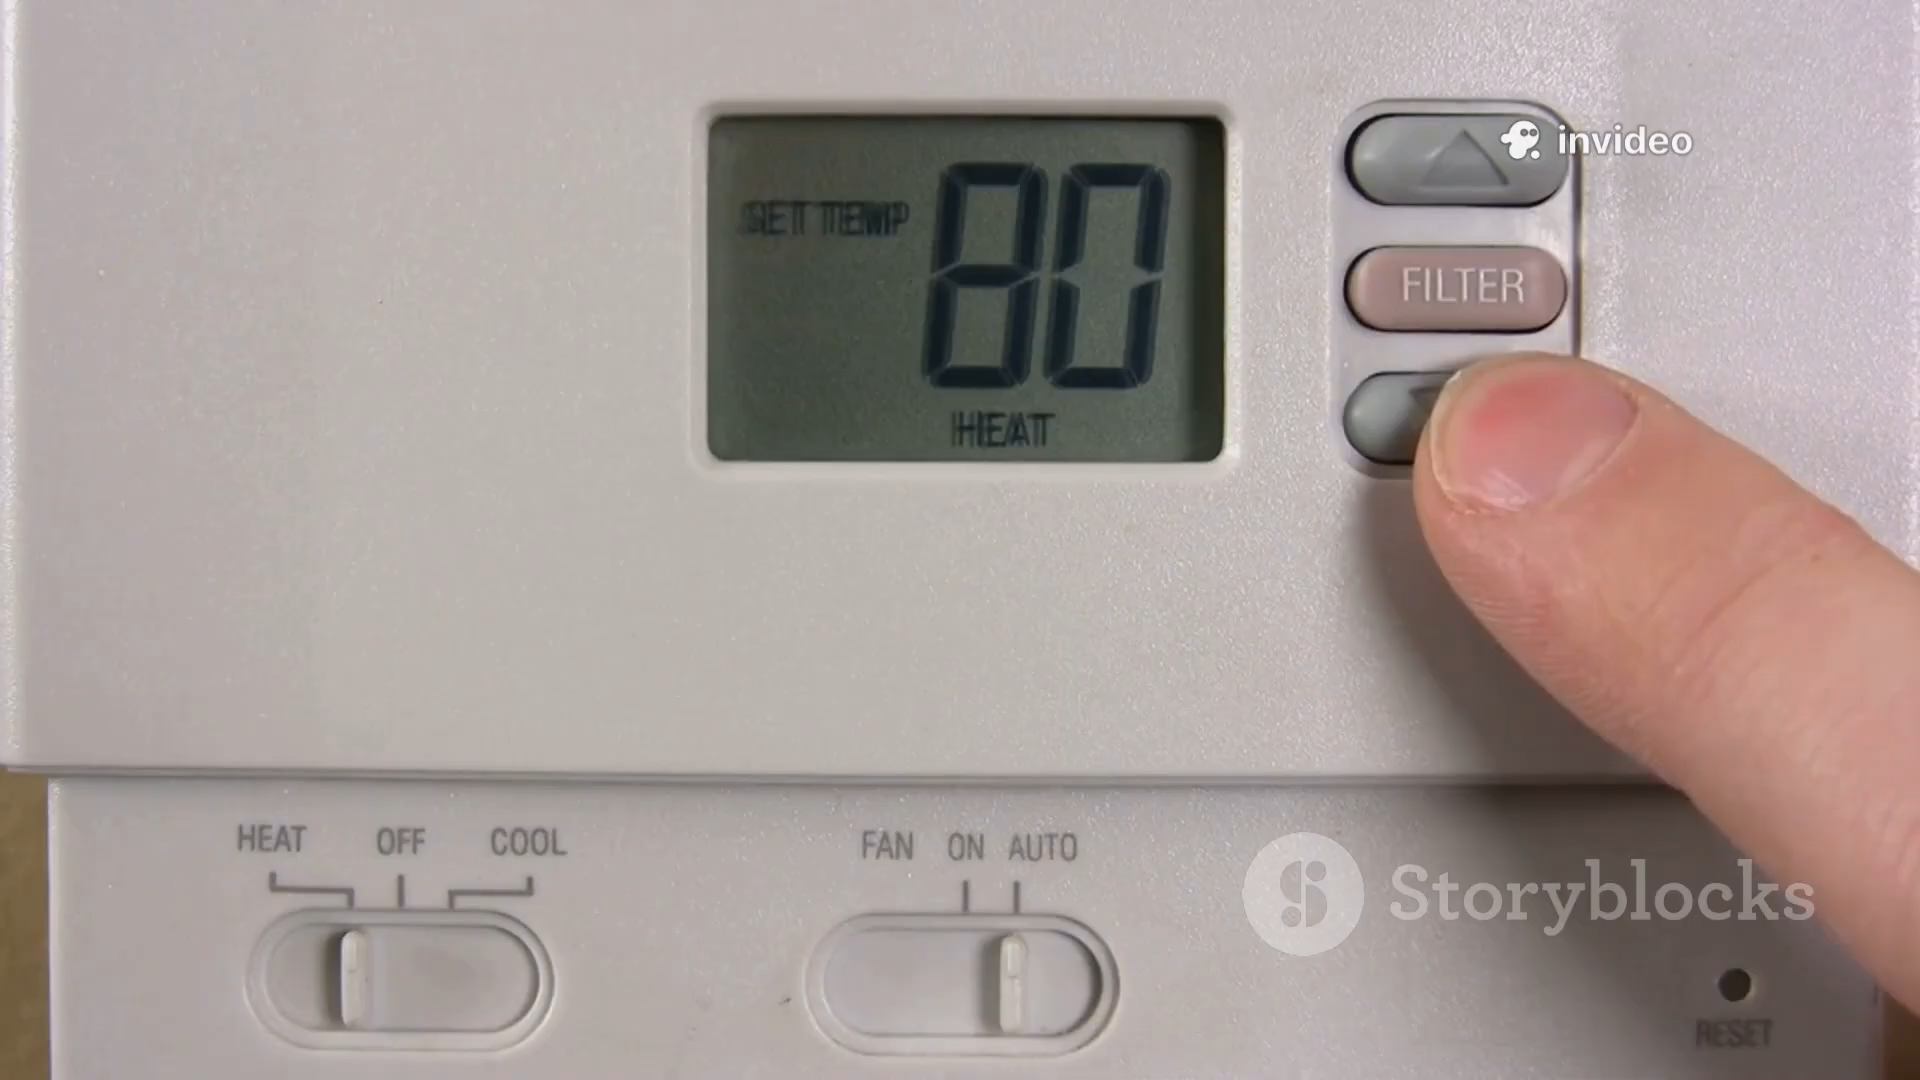 invideo
SET TEMP
80
HEAT
FILTER
HEAT OFF COOL
FAN ON AUTO
Storyblocks
RESET